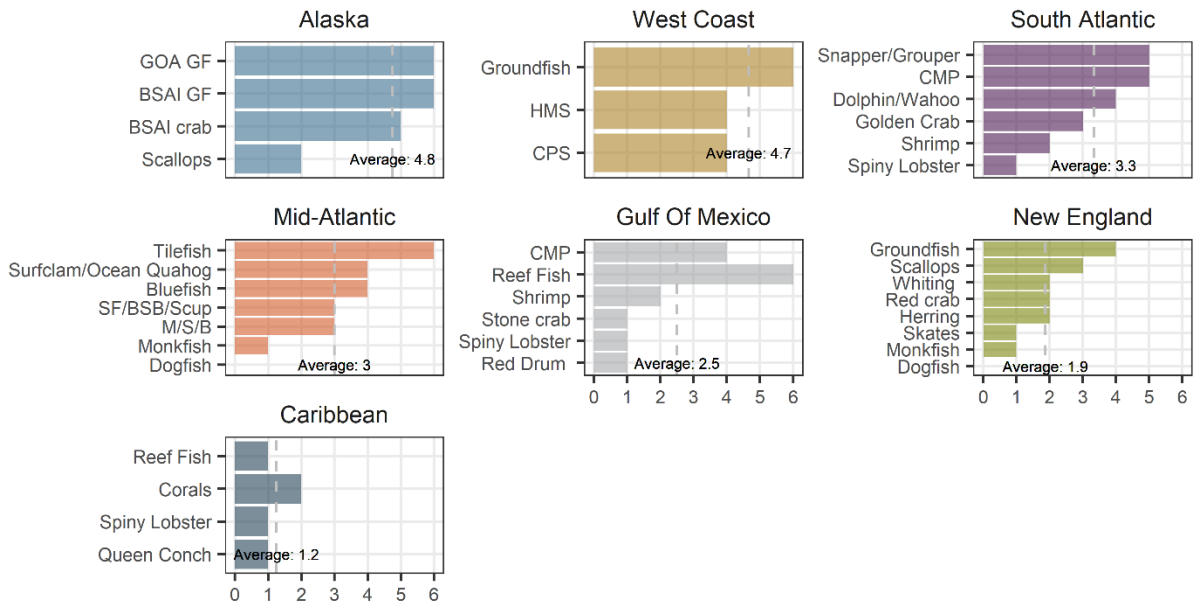 Alaska
GOA GF
BSAI GF
BSAI crab
Scallops
Average: 4.8
West Coast
Groundfish
HMS
CPS
Average: 4.7
South Atlantic
Snapper/Grouper
CMP
Dolphin/Wahoo
Golden Crab
Shrimp
Spiny Lobster
Average: 3.3
Mid-Atlantic
Tilefish
Surfclam/Ocean Quahog
Bluefish
SF/BSB/Scup
M/S/B
Monkfish
Dogfish
Average: 3
Gulf Of Mexico
CMP
Reef Fish
Shrimp
Stone crab
Spiny Lobster
Red Drum
Average: 2.5
0 1 2 3 4 5 6
New England
Groundfish
Scallops
Whiting
Red crab
Herring
Skates
Monkfish
Dogfish
Average: 1.9
0 1 2 3 4 5 6
Caribbean
Reef Fish
Corals
Spiny Lobster
Queen Conch
Average: 1.2
0 1 2 3 4 5 6